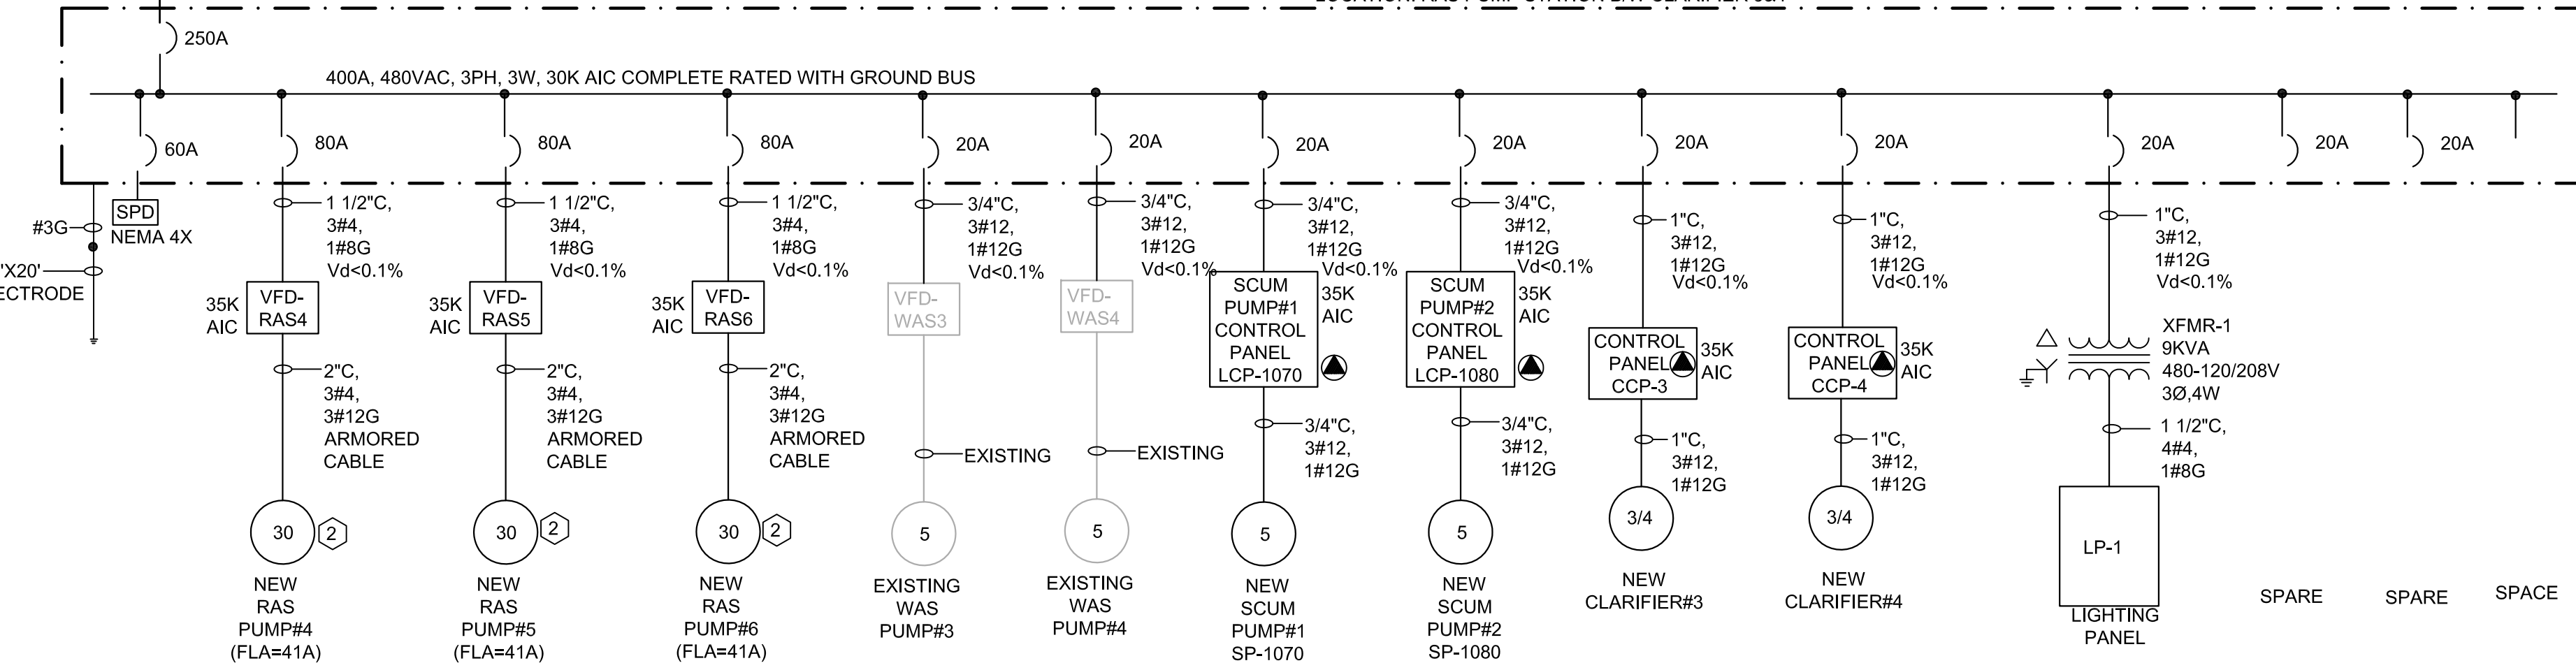 250A
400A, 480VAC, 3PH, 3W, 30K AIC COMPLETE RATED WITH GROUND BUS
60A
80A
80A
80A
20A
20A
20A
20A
20A
20A
20A
20A
20A
#3G
'X20'
ECTRODE
SPD
NEMA 4X
1 1/2"C,
3#4,
1#8G
Vd<0.1%
35K
AIC
VFD-
RAS4
2"C,
3#4,
3#12G
ARMORED
CABLE
30
2
NEW
RAS
PUMP#4
(FLA=41A)
1 1/2"C,
3#4,
1#8G
Vd<0.1%
35K
AIC
VFD-
RAS5
2"C,
3#4,
3#12G
ARMORED
CABLE
30
2
NEW
RAS
PUMP#5
(FLA=41A)
1 1/2"C,
3#4,
1#8G
Vd<0.1%
35K
AIC
VFD-
RAS6
2"C,
3#4,
3#12G
ARMORED
CABLE
30
2
NEW
RAS
PUMP#6
(FLA=41A)
3/4"C,
3#12,
1#12G
Vd<0.1%
VFD-
WAS3
EXISTING
5
EXISTING
WAS
PUMP#3
3/4"C,
3#12,
1#12G
Vd<0.1%
VFD-
WAS4
EXISTING
5
EXISTING
WAS
PUMP#4
3/4"C,
3#12,
1#12G
Vd<0.1%
SCUM
PUMP#1
CONTROL
PANEL
LCP-1070
35K
AIC
3/4"C,
3#12,
1#12G
5
NEW
SCUM
PUMP#1
SP-1070
3/4"C,
3#12,
1#12G
Vd<0.1%
SCUM
PUMP#2
CONTROL
PANEL
LCP-1080
35K
AIC
3/4"C,
3#12,
1#12G
5
NEW
SCUM
PUMP#2
SP-1080
1"C,
3#12,
1#12G
Vd<0.1%
CONTROL
PANEL
CCP-3
35K
AIC
1"C,
3#12,
1#12G
3/4
NEW
CLARIFIER#3
1"C,
3#12,
1#12G
Vd<0.1%
CONTROL
PANEL
CCP-4
35K
AIC
1"C,
3#12,
1#12G
3/4
NEW
CLARIFIER#4
1"C,
3#12,
1#12G
Vd<0.1%
XFMR-1
9KVA
480-120/208V
3Ø,4W
1 1/2"C,
4#4,
1#8G
LP-1
LIGHTING
PANEL
SPARE
SPARE
SPACE